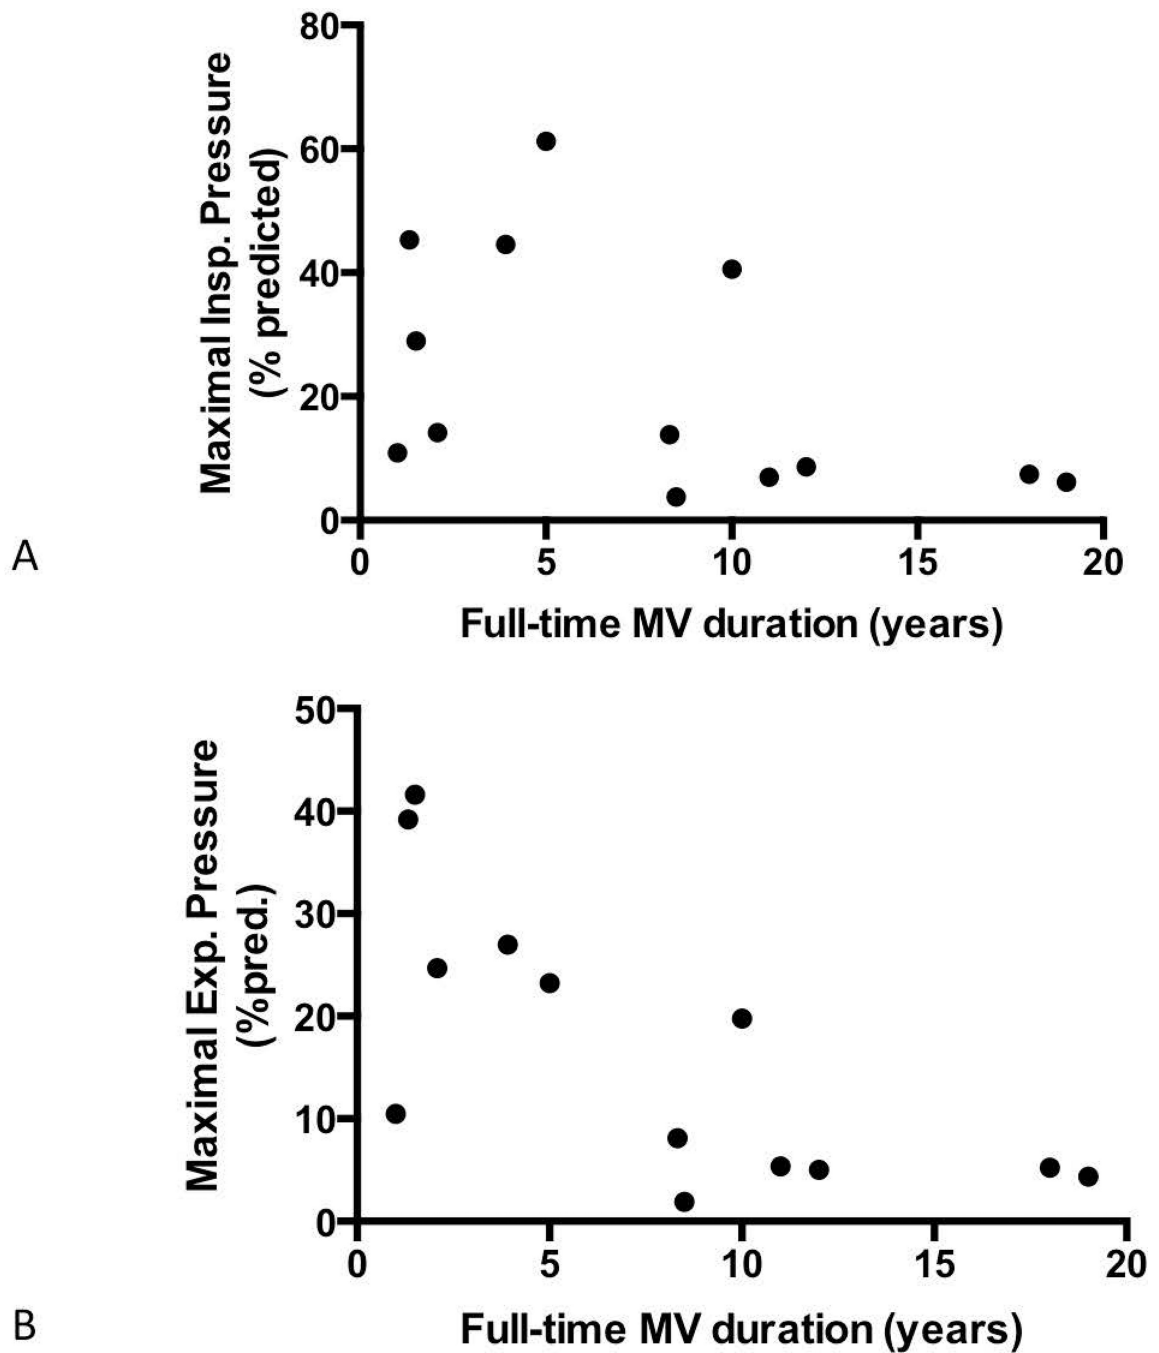 80
60
40
20
0
Maximal Insp. Pressure
(% predicted)
0 5 10 15 20
Full-time MV duration (years)
A
50
40
30
20
10
0
Maximal Exp. Pressure
(%pred.)
0 5 10 15 20
Full-time MV duration (years)
B